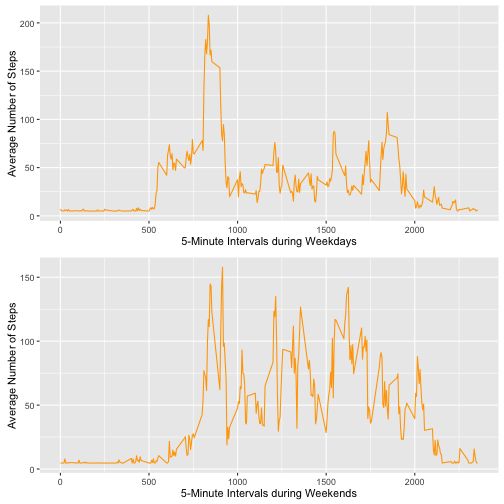 200
150
100
50
0
Average Number of Steps
0 500 1000 1500 2000
5-Minute Intervals during Weekdays
150
100
50
0
Average Number of Steps
0 500 1000 1500 2000
5-Minute Intervals during Weekends